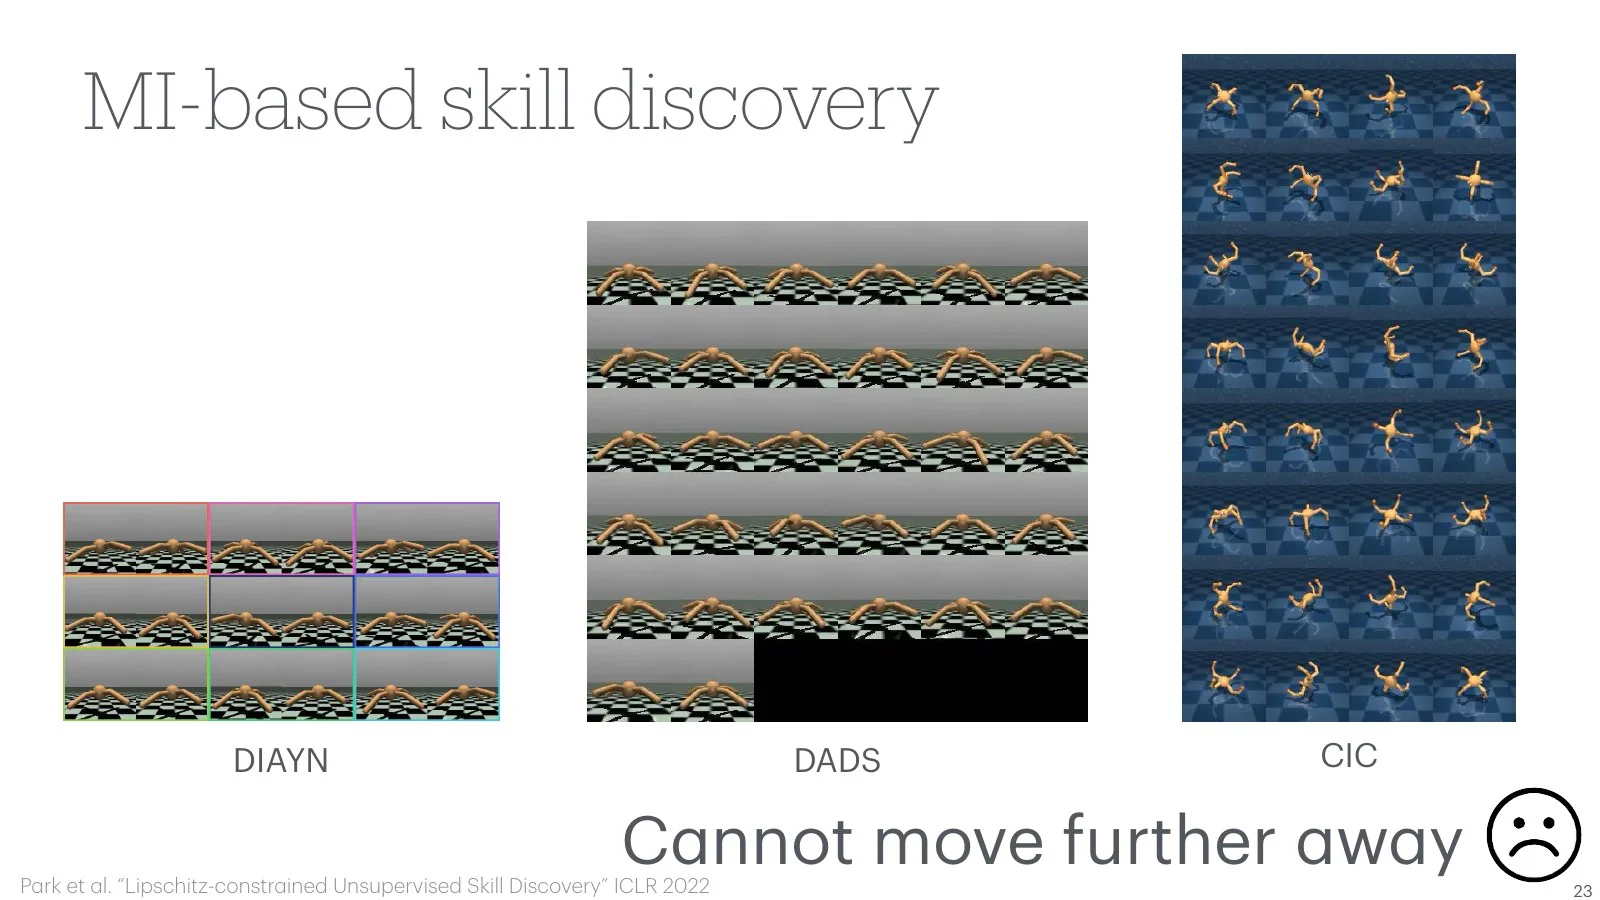 MI-based skill discovery
DIAYN
DADS
CIC
Cannot move further away
Park et al. “Lipschitz-constrained Unsupervised Skill Discovery” ICLR 2022
23